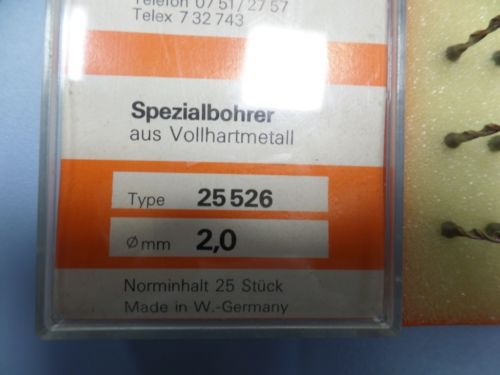 Telefon 07 51/27 57
Telex 7 32 743
Spezialbohrer
aus Vollhartmetall
Type 25 526
Ø mm 2,0
Norminhalt 25 Stück
Made in W.-Germany